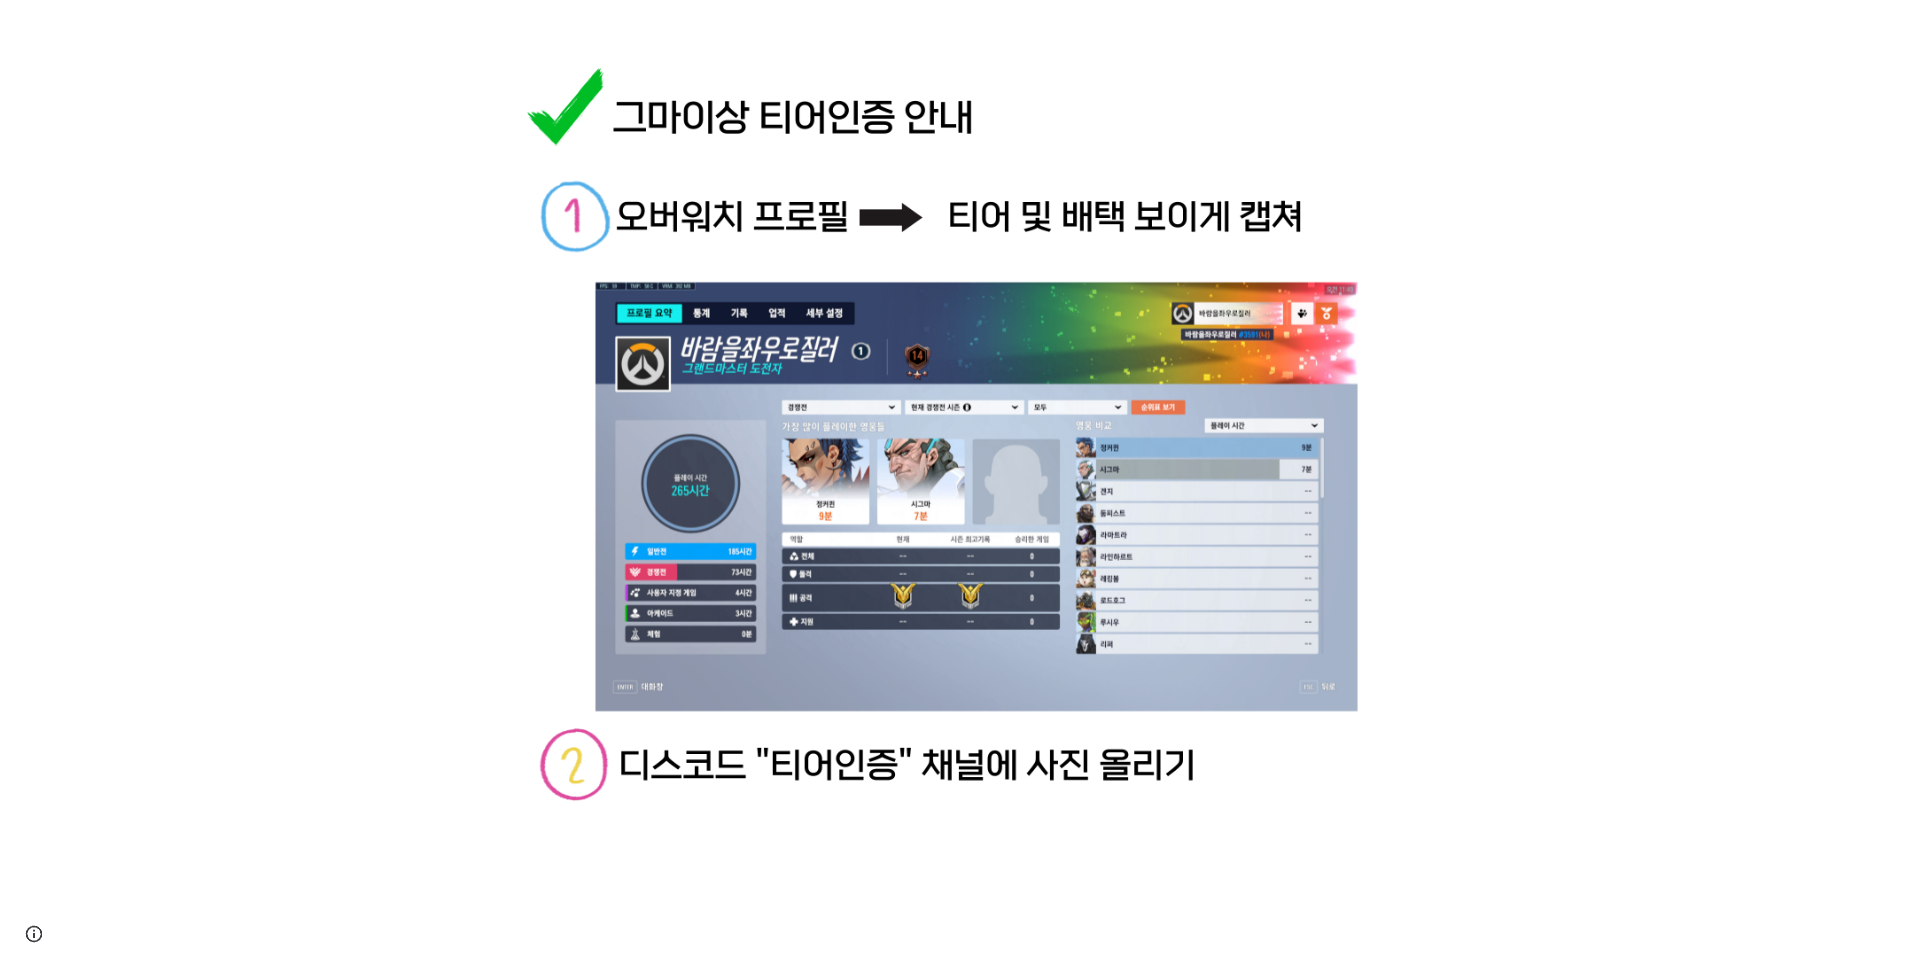 그마이상 티어인증 안내
1 오버워치 프로필 티어 및 배택 보이게 캡쳐
프로필 요약 통계 기록 업적 세부 설정
바람을좌우로질러
바람을좌우로질러 #3591(나)
바람을좌우로질러 1
그랜드마스터 도전자
14
경쟁전 현재 경쟁전 시즌 모두 순위표 보기
가장 많이 플레이한 영웅들
영웅 비교 플레이 시간
플레이 시간
265시간
정커퀸
9분
시그마
7분
일반전 185시간
경쟁전 73시간
사용자 지정 게임 4시간
아케이드 3시간
체험 0분
역할 현재 시즌 최고기록 승리한 게임
전체 -- -- 0
돌격 -- -- 0
공격 0
지원 -- -- 0
정커퀸 9분
시그마 7분
겐지 --
둠피스트 --
라마트라 --
라인하르트 --
레킹볼 --
로드호그 --
루시우 --
리퍼 --
ENTER 대화창
ESC 뒤로
2 디스코드 "티어인증" 채널에 사진 올리기